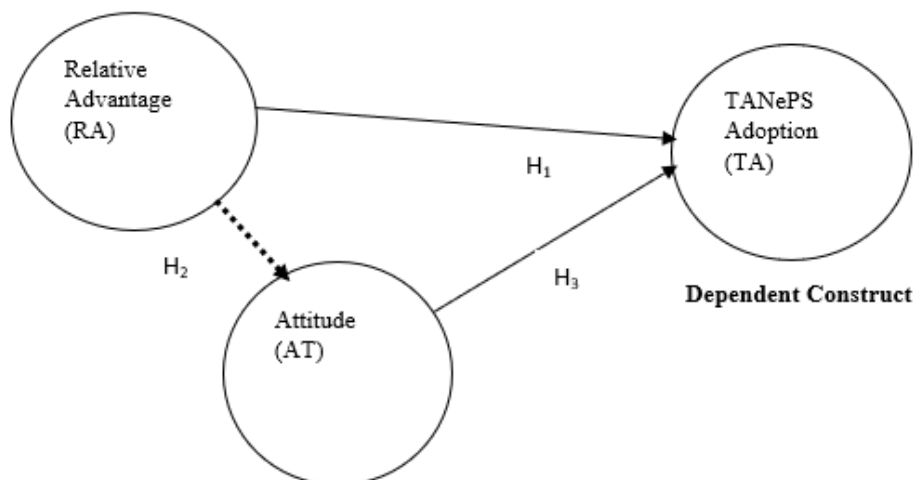 Relative
Advantage
(RA)
TANePS
Adoption
(TA)
H₁
H₂
H₃
Dependent Construct
Attitude
(AT)